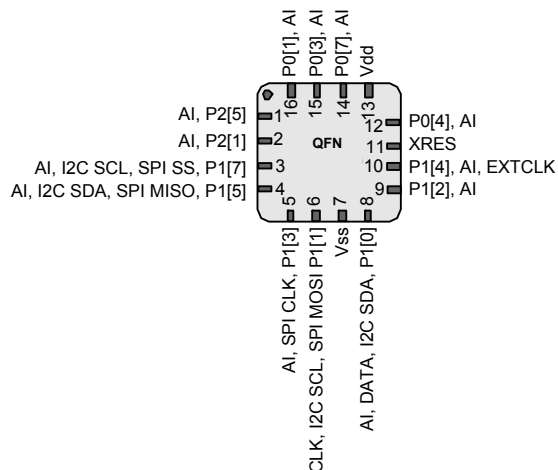 P0[1], AI
P0[3], AI
P0[7], AI
Vdd
16
15
14
13
AI, P2[5]
1
AI, P2[1]
2
AI, I2C SCL, SPI SS, P1[7]
3
AI, I2C SDA, SPI MISO, P1[5]
4
QFN
12
P0[4], AI
11
XRES
10
P1[4], AI, EXTCLK
9
P1[2], AI
5
6
7
8
AI, SPI CLK, P1[3]
CLK, I2C SCL, SPI MOSI P1[1]
Vss
AI, DATA, I2C SDA, P1[0]